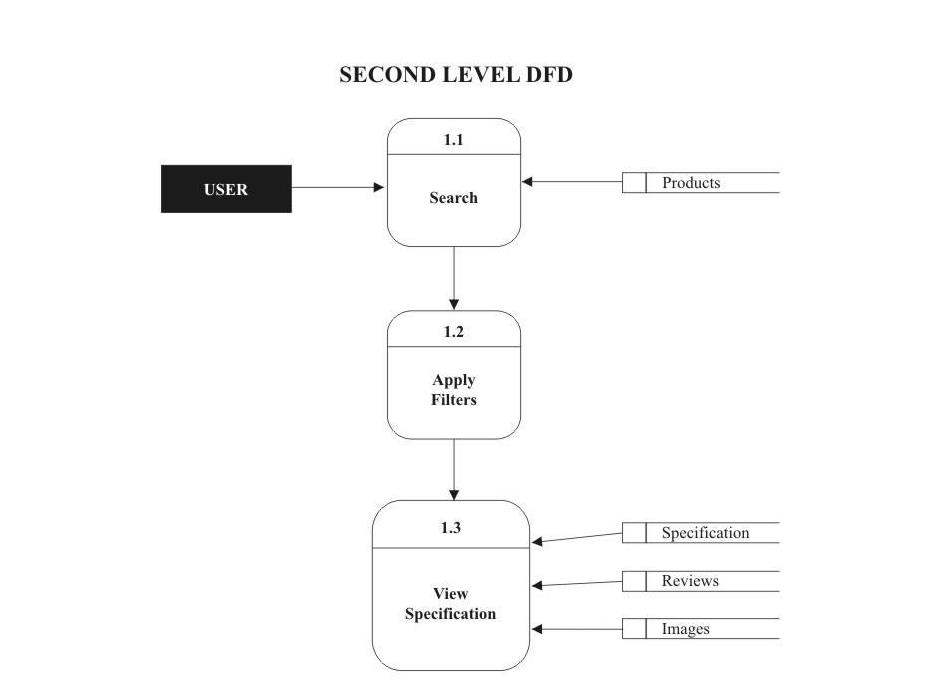 SECOND LEVEL DFD
1.1
USER
Search
Products
1.2
Apply
Filters
1.3
Specification
Reviews
View
Specification
Images